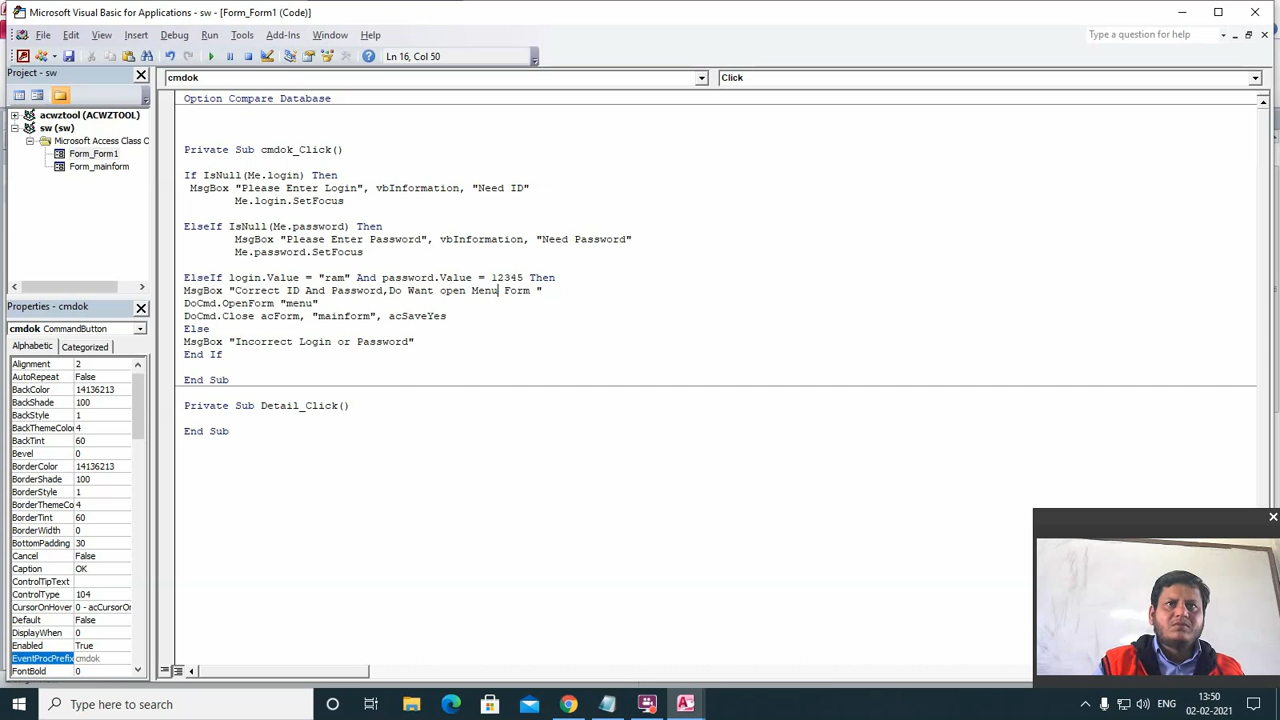 Microsoft Visual Basic for Applications - sw - [Form_Form1 (Code)]
File Edit View Insert Debug Run Tools Add-Ins Window Help
Type a question for help
Ln 16, Col 50
Project - sw
cmdok
Click
acwztool (ACWZTOOL)
sw (sw)
Microsoft Access Class O
Form_Form1
Form_mainform
Option Compare Database
Private Sub cmdok_Click()
If IsNull(Me.login) Then
MsgBox "Please Enter Login", vbInformation, "Need ID"
Me.login.SetFocus
ElseIf IsNull(Me.password) Then
MsgBox "Please Enter Password", vbInformation, "Need Password"
Me.password.SetFocus
ElseIf login.Value = "ram" And password.Value = 12345 Then
MsgBox "Correct ID And Password,Do Want open Menu Form "
DoCmd.OpenForm "menu"
DoCmd.Close acForm, "mainform", acSaveYes
Else
MsgBox "Incorrect Login or Password"
End If
End Sub
Private Sub Detail_Click()
End Sub
Properties - cmdok
cmdok CommandButton
Alphabetic Categorized
Alignment 2
AutoRepeat False
BackColor 14136213
BackShade 100
BackStyle 1
BackThemeColo 4
BackTint 60
Bevel 0
BorderColor 14136213
BorderShade 100
BorderStyle 1
BorderThemeCo 4
BorderTint 60
BorderWidth 0
BottomPadding 30
Cancel False
Caption OK
ControlTipText
ControlType 104
CursorOnHover 0 - acCursorOn
Default False
DisplayWhen 0
Enabled True
EventProcPrefix cmdok
FontBold 0
Type here to search
ENG
13:50
02-02-2021